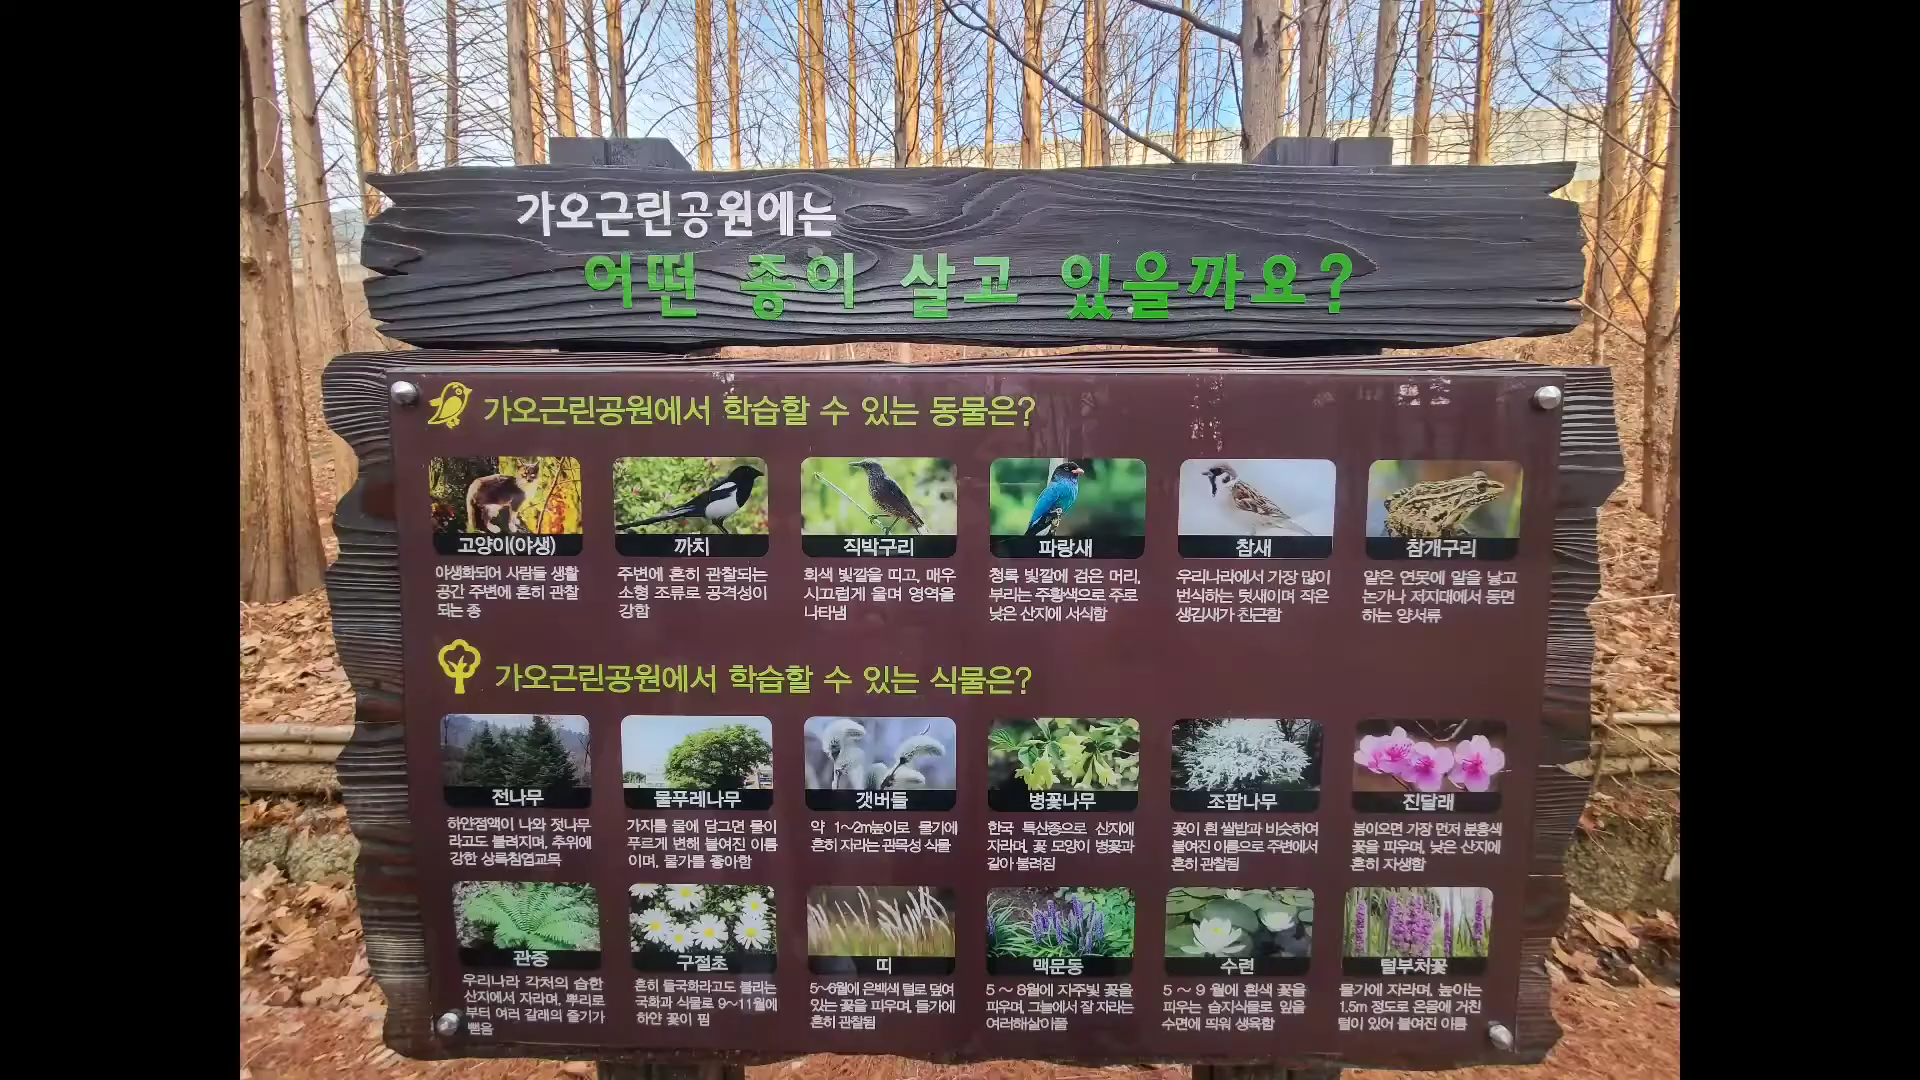 가오근린공원에는
어떤 종이 살고 있을까요?
가오근린공원에서 학습할 수 있는 동물은?
고양이(야생)
야생화되어 사람들 생활
공간 주변에 흔히 관찰
되는 종
까치
주변에 흔히 관찰되는
소형 조류로 공격성이
강함
직박구리
회색 빛깔을 띠고, 매우
시끄럽게 울며 영역을
나타냄
파랑새
청록 빛깔에 검은 머리,
부리는 주황색으로 주로
낮은 산지에 서식함
참새
우리나라에서 가장 많이
번식하는 텃새이며 작은
생김새가 친근함
참개구리
얕은 연못에 알을 낳고
논가나 저지대에서 동면
하는 양서류
가오근린공원에서 학습할 수 있는 식물은?
전나무
하얀점액이 나와 젓나무
라고도 불려지며, 추위에
강한 상록침엽교목
물푸레나무
가지를 물에 담그면 물이
푸르게 변해 붙여진 이름
이며, 물가를 좋아함
갯버들
약 1~2m높이로 물가에
흔히 자라는 관목성 식물
병꽃나무
한국 특산종으로 산지에
자라며, 꽃 모양이 병꽃과
같아 불려짐
조팝나무
꽃이 흰 쌀밥과 비슷하여
붙여진 이름으로 주변에서
흔히 관찰됨
진달래
봄이오면 가장 먼저 분홍색
꽃을 피우며, 낮은 산지에
흔히 자생함
관중
우리나라 각처의 습한
산지에서 자라며, 뿌리로
부터 여러 갈래의 줄기가
뻗음
구절초
흔히 들국화라고도 불리는
국화과 식물로 9~11월에
하얀 꽃이 핌
띠
5~6월에 은백색 털로 덮여
있는 꽃을 피우며, 들가에
흔히 관찰됨
맥문동
5 ~ 8월에 자주빛 꽃을
피우며, 그늘에서 잘 자라는
여러해살이풀
수련
5 ~ 9 월에 흰색 꽃을
피우는 습지식물로 잎을
수면에 띄워 생육함
털부처꽃
물가에 자라며, 높이는
1.5m 정도로 온몸에 거친
털이 있어 붙여진 이름